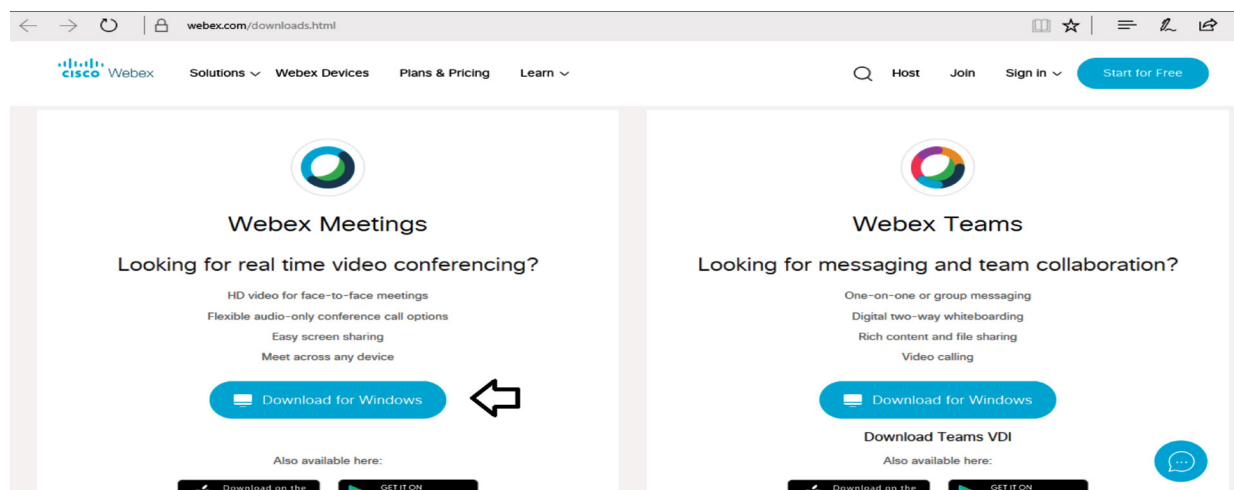 webex.com/downloads.html
cisco Webex Solutions Webex Devices Plans & Pricing Learn Host Join Sign in Start for Free
Webex Meetings
Looking for real time video conferencing?
HD video for face-to-face meetings
Flexible audio-only conference call options
Easy screen sharing
Meet across any device
Download for Windows
Also available here:
Download on the GET IT ON
Webex Teams
Looking for messaging and team collaboration?
One-on-one or group messaging
Digital two-way whiteboarding
Rich content and file sharing
Video calling
Download for Windows
Download Teams VDI
Also available here:
Download on the GET IT ON